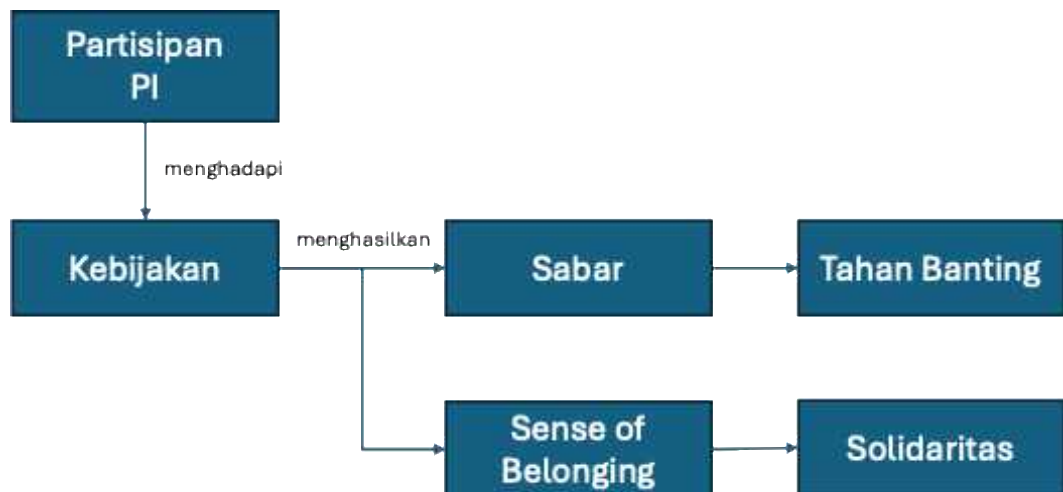 Partisipan
PI
menghadapi
menghasilkan
Kebijakan
Sabar
Tahan Banting
Sense of
Belonging
Solidaritas